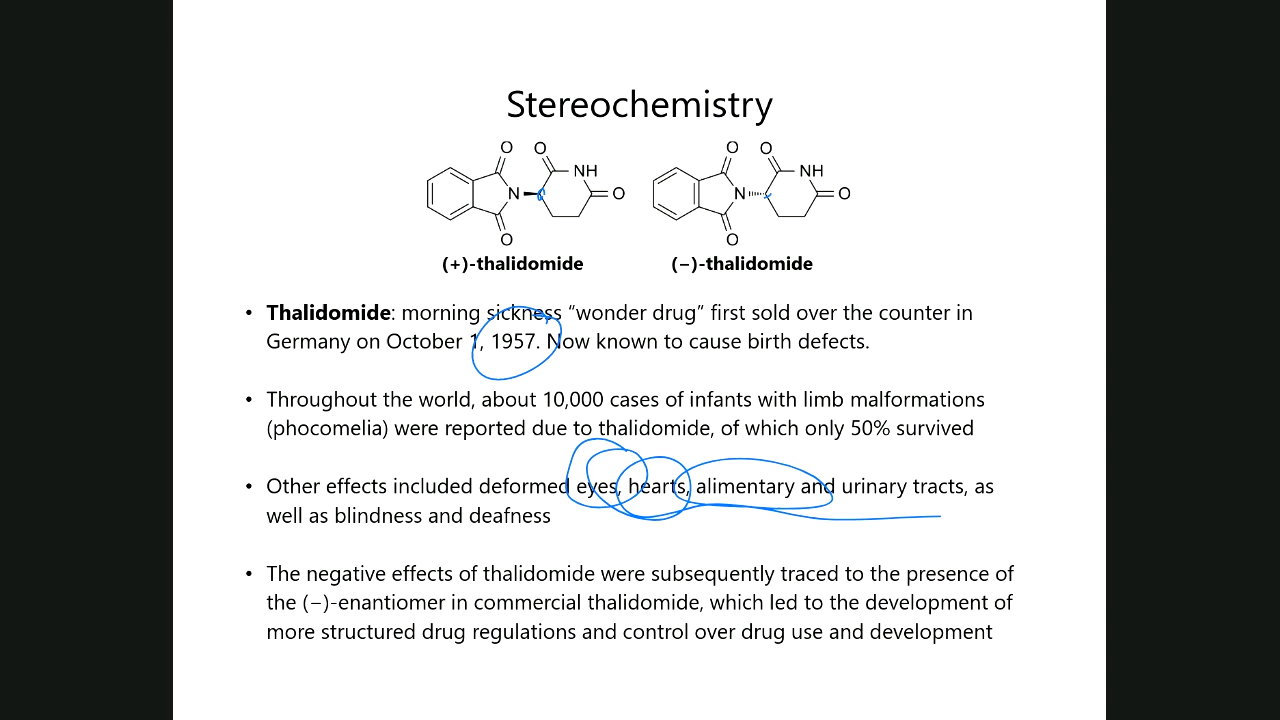 Stereochemistry
O O O O
NH NH
N O N O
O O
(+)-thalidomide (−)-thalidomide
• Thalidomide: morning sickness “wonder drug” first sold over the counter in
Germany on October 1, 1957. Now known to cause birth defects.
• Throughout the world, about 10,000 cases of infants with limb malformations
(phocomelia) were reported due to thalidomide, of which only 50% survived
• Other effects included deformed eyes, hearts, alimentary and urinary tracts, as
well as blindness and deafness
• The negative effects of thalidomide were subsequently traced to the presence of
the (−)-enantiomer in commercial thalidomide, which led to the development of
more structured drug regulations and control over drug use and development